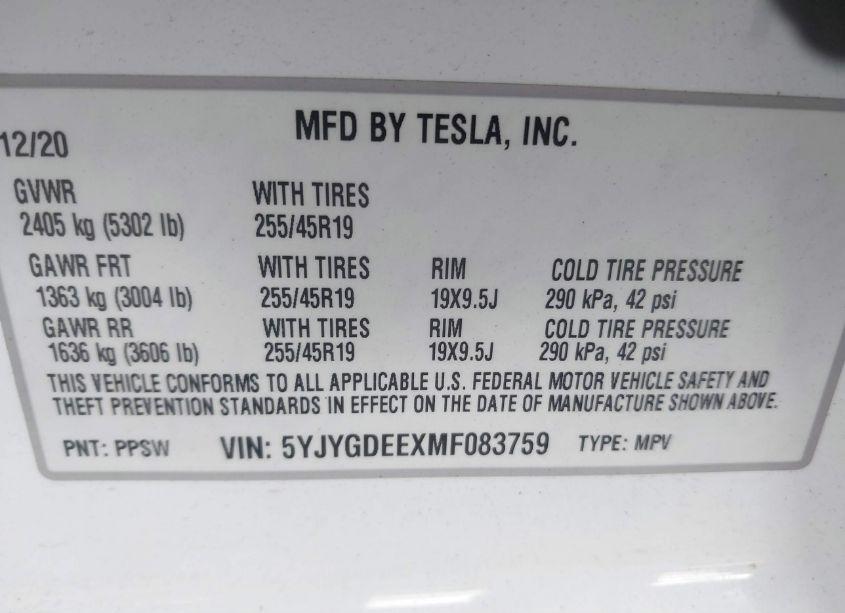 MFD BY TESLA, INC.
12/20
GVWR WITH TIRES
2405 kg (5302 lb) 255/45R19
GAWR FRT WITH TIRES RIM COLD TIRE PRESSURE
1363 kg (3004 lb) 255/45R19 19X9.5J 290 kPa, 42 psi
GAWR RR WITH TIRES RIM COLD TIRE PRESSURE
1636 kg (3606 lb) 255/45R19 19X9.5J 290 kPa, 42 psi
THIS VEHICLE CONFORMS TO ALL APPLICABLE U.S. FEDERAL MOTOR VEHICLE SAFETY AND
THEFT PREVENTION STANDARDS IN EFFECT ON THE DATE OF MANUFACTURE SHOWN ABOVE.
PNT: PPSW VIN: 5YJYGDEEXMF083759 TYPE: MPV